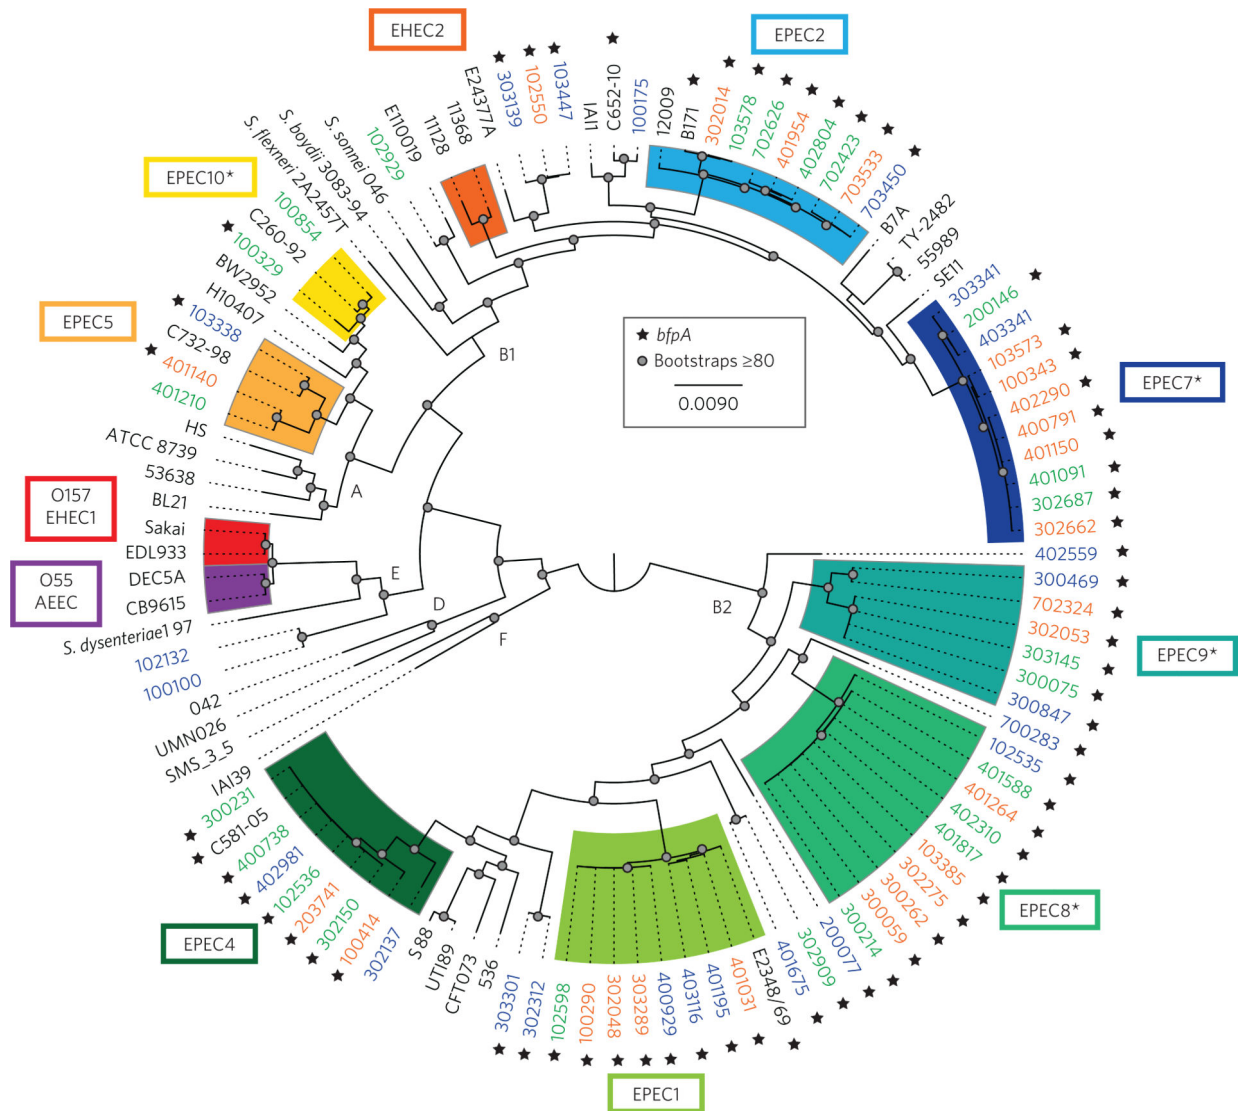 EHEC2
EPEC2
EPEC10*
EPEC5
O157
EHEC1
O55
AEEC
EPEC4
EPEC1
EPEC8*
EPEC9*
EPEC7*
bfpA
Bootstraps ≥80
0.0090
B1
A
E
D
F
B2
IAI39
SMS_3_5
UMN026
042
100100
102132
S. dysenteriae1 97
CB9615
DEC5A
EDL933
Sakai
BL21
53638
ATCC 8739
HS
401210
401140
C732-98
103338
H10407
BW2952
100329
C260-92
100854
S. flexneri 2A2457T
S. boydii 3083-94
S. sonnei 046
102929
E10019
11128
11368
E24377A
303139
102550
103447
IAI1
C652-10
100175
12009
B171
302014
103578
702626
401954
402804
702423
703533
703450
B7A
TY-2482
55989
SE11
303341
200146
403341
103573
100343
402290
400791
401150
401091
302687
302662
402559
300469
702324
302053
303145
300075
300847
700283
102535
401588
401264
402310
401817
103385
302275
300262
300059
300214
200077
302909
401675
E2348/69
401031
401195
403116
400929
303289
302048
100290
102598
302312
303301
536
CFT073
UTI89
S 88
302137
100414
302150
203741
102536
402981
400738
C581-05
300231